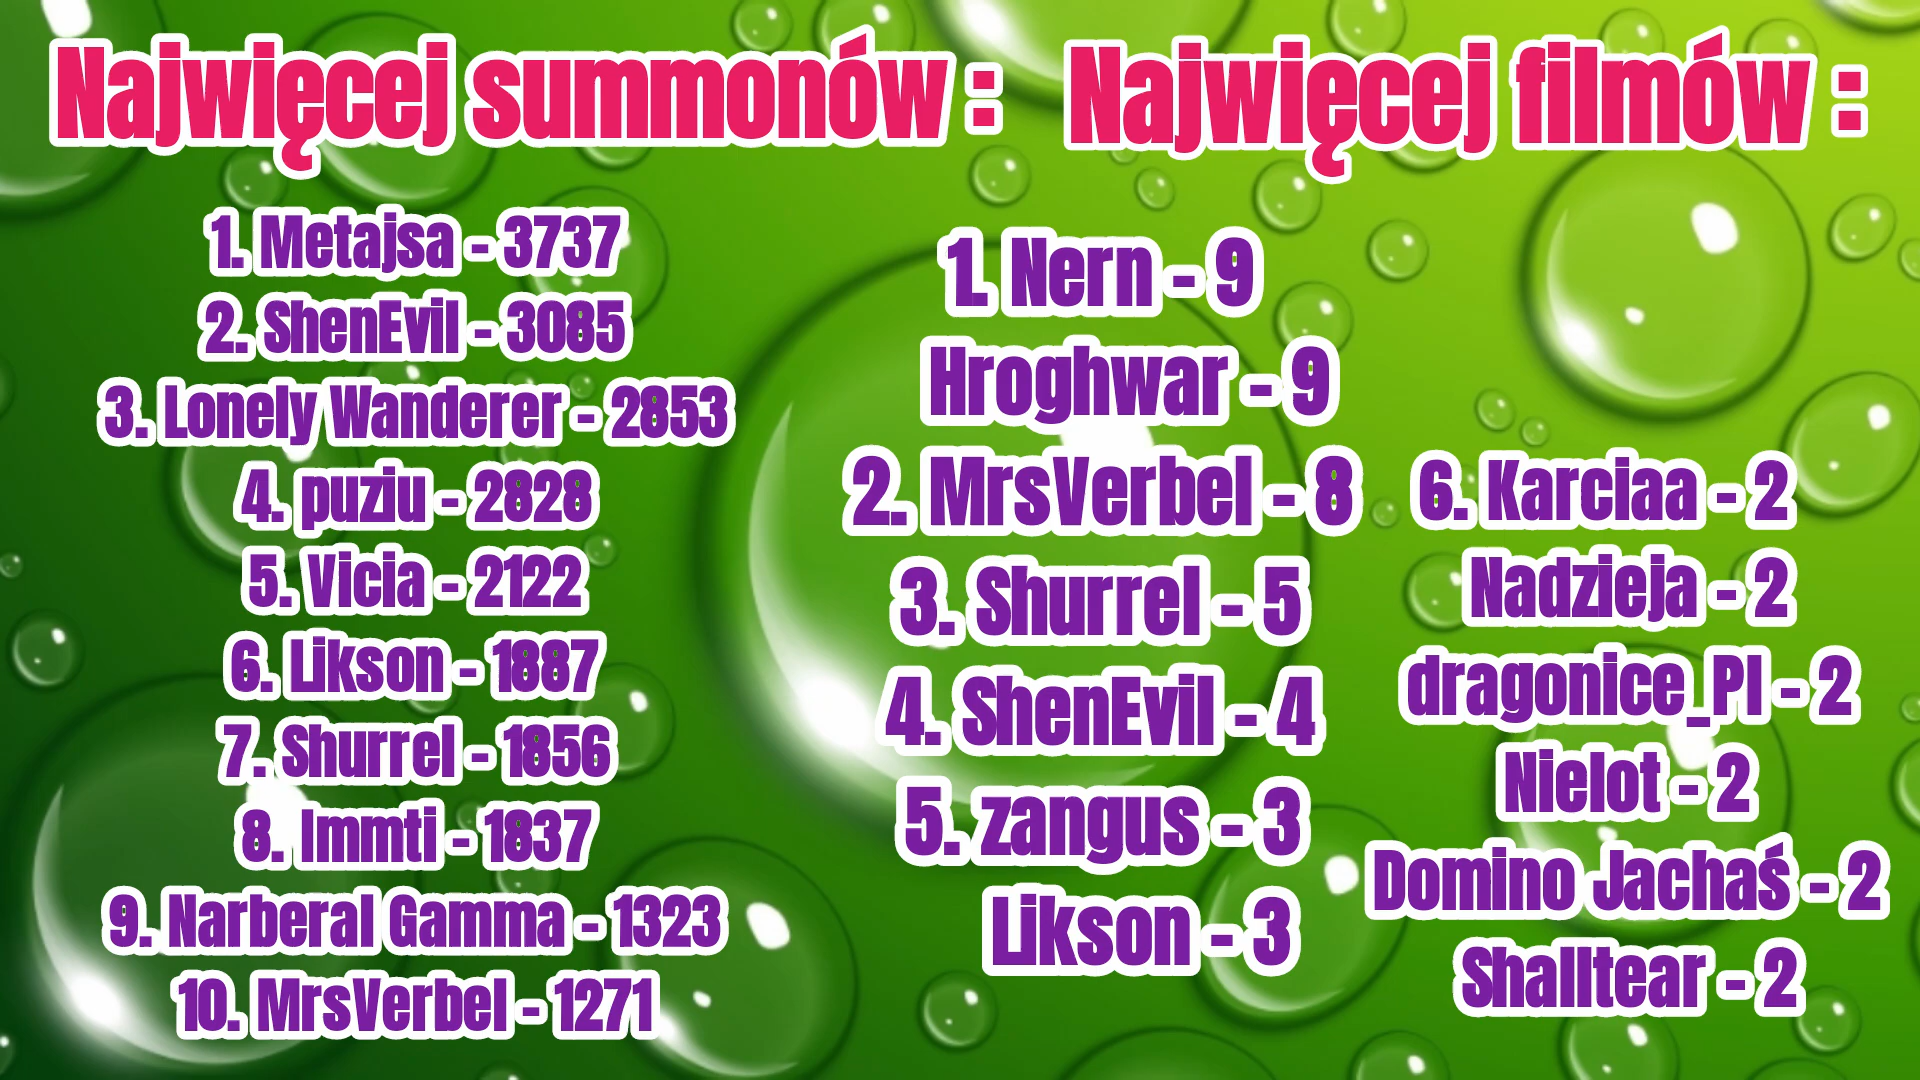 Najwięcej summonów :
1. Metajsa - 3737
2. ShenEvil - 3085
3. Lonely Wanderer - 2853
4. puziu - 2828
5. Vicia - 2122
6. Likson - 1887
7. Shurrel - 1856
8. Immti - 1837
9. Narberal Gamma - 1323
10. MrsVerbel - 1271
Najwięcej filmów :
1. Nern - 9
Hroghwar - 9
2. MrsVerbel - 8
3. Shurrel - 5
4. ShenEvil - 4
5. zangus - 3
Likson - 3
6. Karciaa - 2
Nadzieja - 2
dragonice_Pl - 2
Nielot - 2
Domino Jachaś - 2
Shalltear - 2